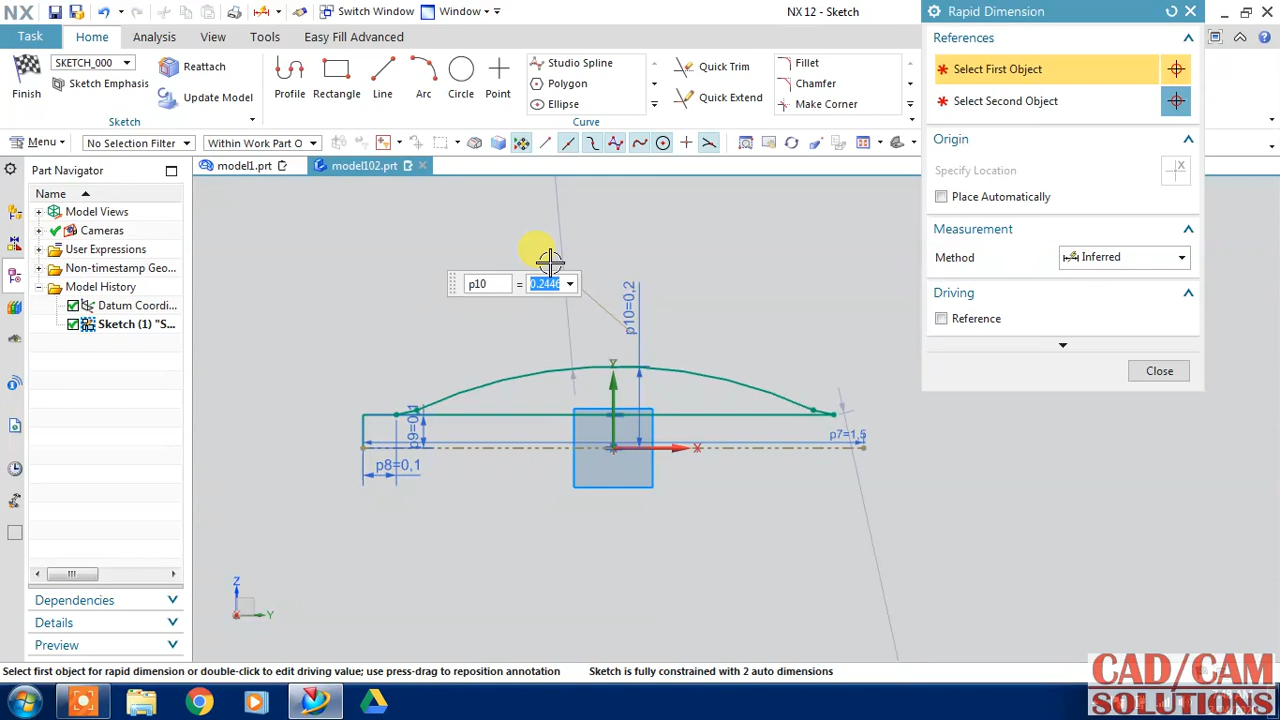 NX
Switch Window
Window
NX 12 - Sketch
Rapid Dimension
Task
Home
Analysis
View
Tools
Easy Fill Advanced
SKETCH_000
Reattach
Sketch Emphasis
Update Model
Finish
Sketch
Profile
Rectangle
Line
Arc
Circle
Point
Studio Spline
Polygon
Ellipse
Quick Trim
Quick Extend
Fillet
Chamfer
Make Corner
Curve
References
Select First Object
Select Second Object
Origin
Specify Location
Place Automatically
Measurement
Method
Inferred
Driving
Reference
Close
Menu
No Selection Filter
Within Work Part O
Part Navigator
model1.prt
model102.prt
Name
Model Views
Cameras
User Expressions
Non-timestamp Geo...
Model History
Datum Coordi...
Sketch (1) "S...
Dependencies
Details
Preview
p10
=
0.2446
p10=0,2
p9=0,1
p8=0,1
p7=1,5
Y
X
Z
Y
X
Select first object for rapid dimension or double-click to edit driving value; use press-drag to reposition annotation
Sketch is fully constrained with 2 auto dimensions
CAD/CAM
SOLUTIONS